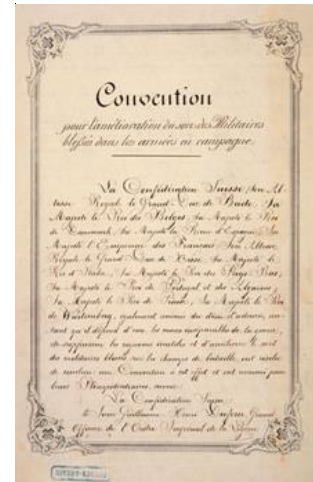 Convention
pour l'amélioration du sort des Militaires
blessés dans les armées en campagne.
La Confédération Suisse, Son Al-
tesse Royale le Grand-Duc de Bade, Sa
Majesté le Roi des Belges, Sa Majesté le Roi
de Danemark, Sa Majesté la Reine d'Espagne, Sa
Majesté l'Empereur des Français, Son Altesse
Royale le Grand Duc de Hesse, Sa Majesté le
Roi d'Italie, Sa Majesté le Roi des Pays-Bas,
Sa Majesté le Roi de Portugal et des Algarves,
Sa Majesté le Roi de Prusse, Sa Majesté le Roi
de Wurtemberg, également animés du désir d'adoucir, au-
tant qu'il dépend d'eux, les maux inséparables de la guerre,
de supprimer les rigueurs inutiles et d'améliorer le sort
des militaires blessés sur les champs de bataille, ont résolu
de conclure une Convention à cet effet et ont nommé pour
leurs Plénipotentiaires, savoir:
La Confédération Suisse
le Sieur Guillaume Henri Dufour, Grand
Officier de l'Ordre Impérial de la Légion